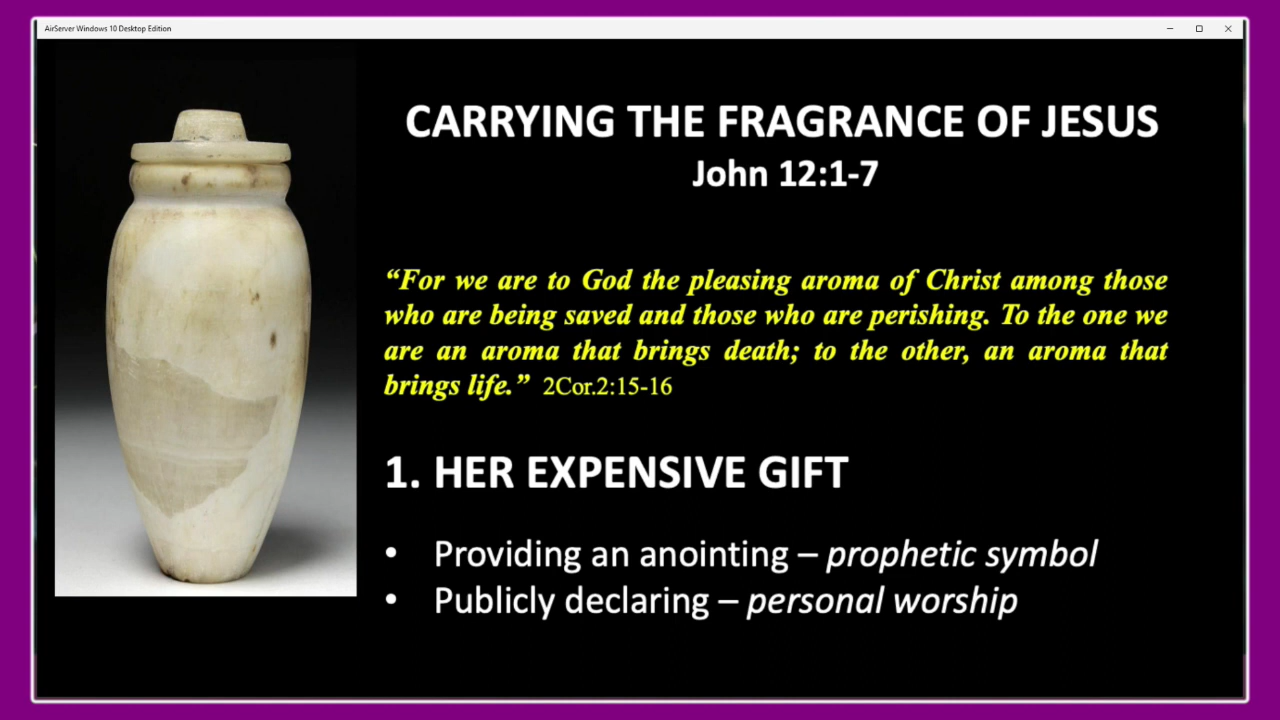 AirServer Windows 10 Desktop Edition
CARRYING THE FRAGRANCE OF JESUS
John 12:1-7
“For we are to God the pleasing aroma of Christ among those
who are being saved and those who are perishing. To the one we
are an aroma that brings death; to the other, an aroma that
brings life.” 2Cor.2:15-16
1. HER EXPENSIVE GIFT
• Providing an anointing – prophetic symbol
• Publicly declaring – personal worship